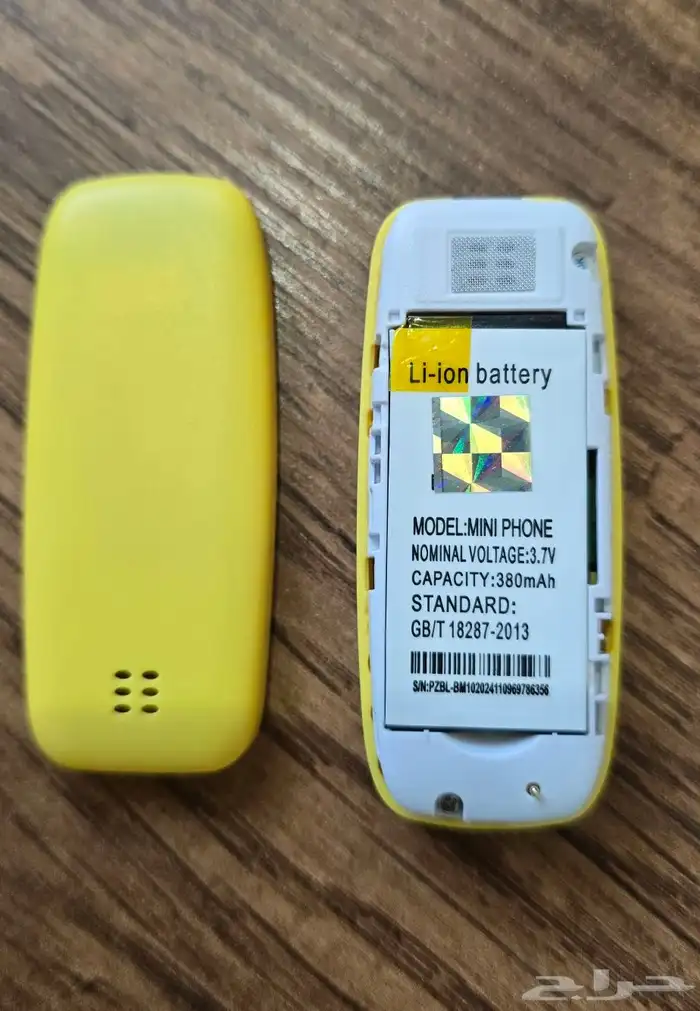 Li-ion battery
MODEL:MINI PHONE
NOMINAL VOLTAGE:3.7V
CAPACITY:380mAh
STANDARD:
GB/T 18287-2013
S/N:PZBL-BM102024110969786356
حراج